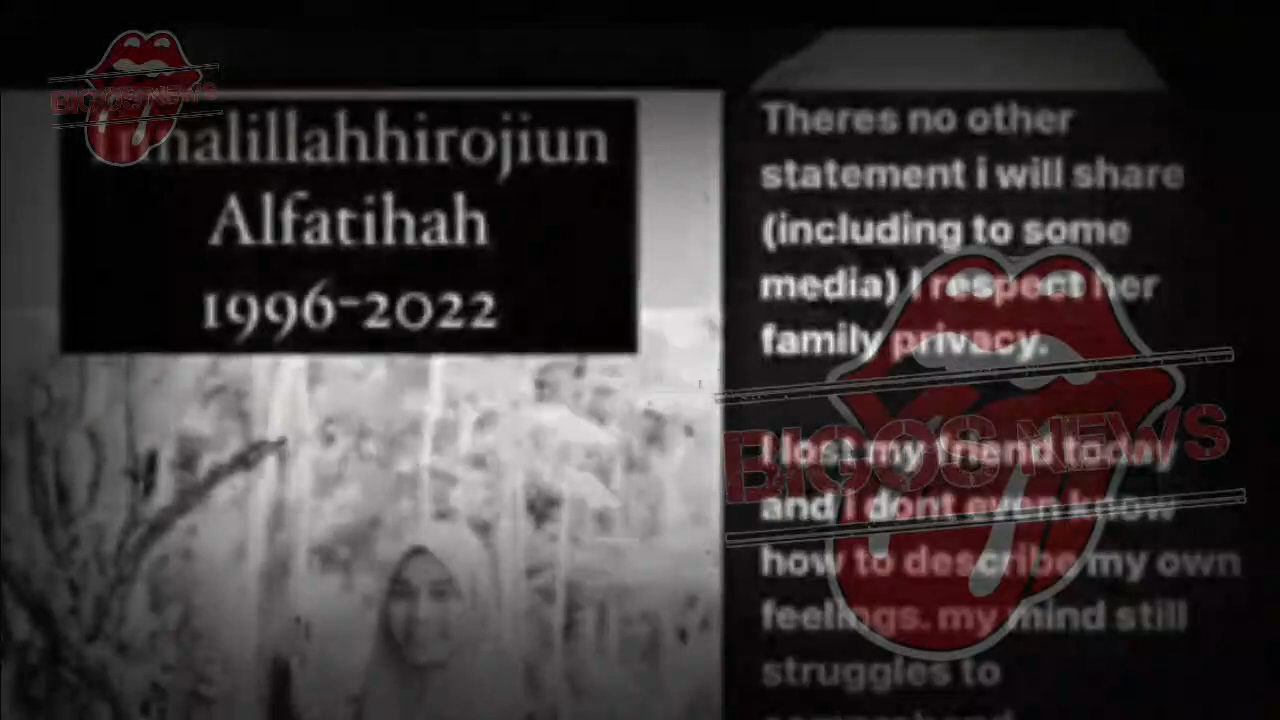 BIGOS NEWS
nalillahhirojiun
Alfatihah
1996-2022
Theres no other
statement i will share
(including to some
media) I respect her
family privacy.
I lost my friend today
and i dont even know
how to describe my own
feelings. my mind still
struggles to
BIGOS NEWS